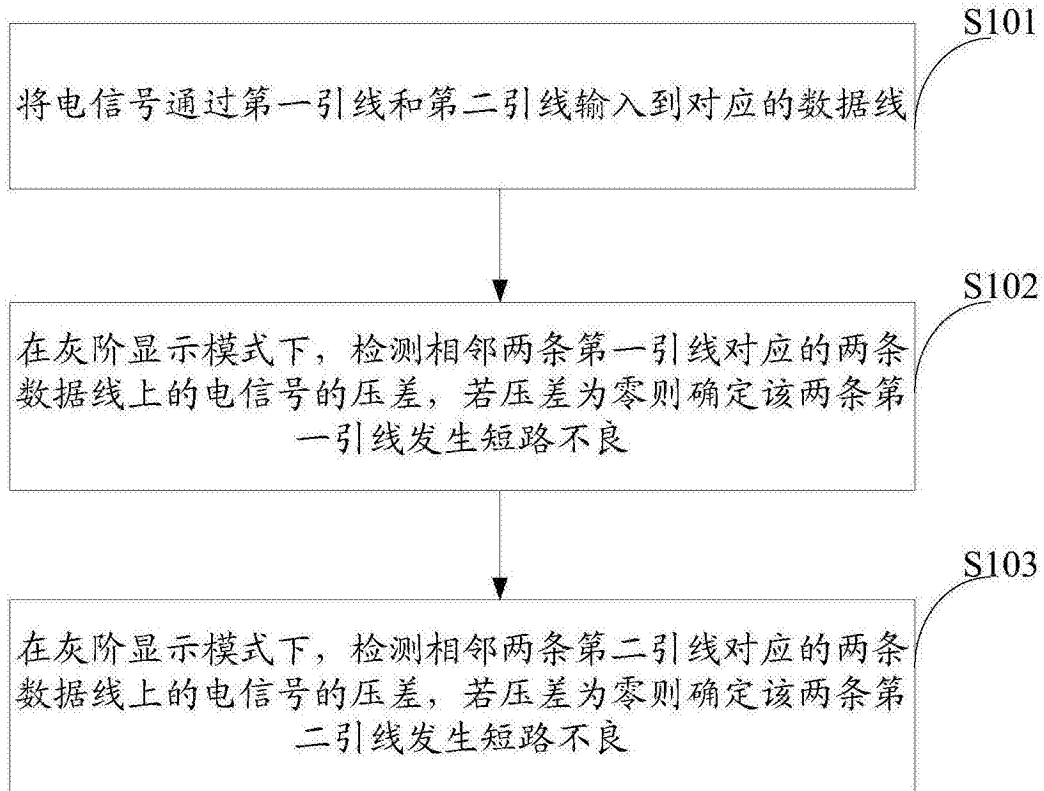 S101
将电信号通过第一引线和第二引线输入到对应的数据线
S102
在灰阶显示模式下，检测相邻两条第一引线对应的两条
数据线上的电信号的压差，若压差为零则确定该两条第
一引线发生短路不良
S103
在灰阶显示模式下，检测相邻两条第二引线对应的两条
数据线上的电信号的压差，若压差为零则确定该两条第
二引线发生短路不良